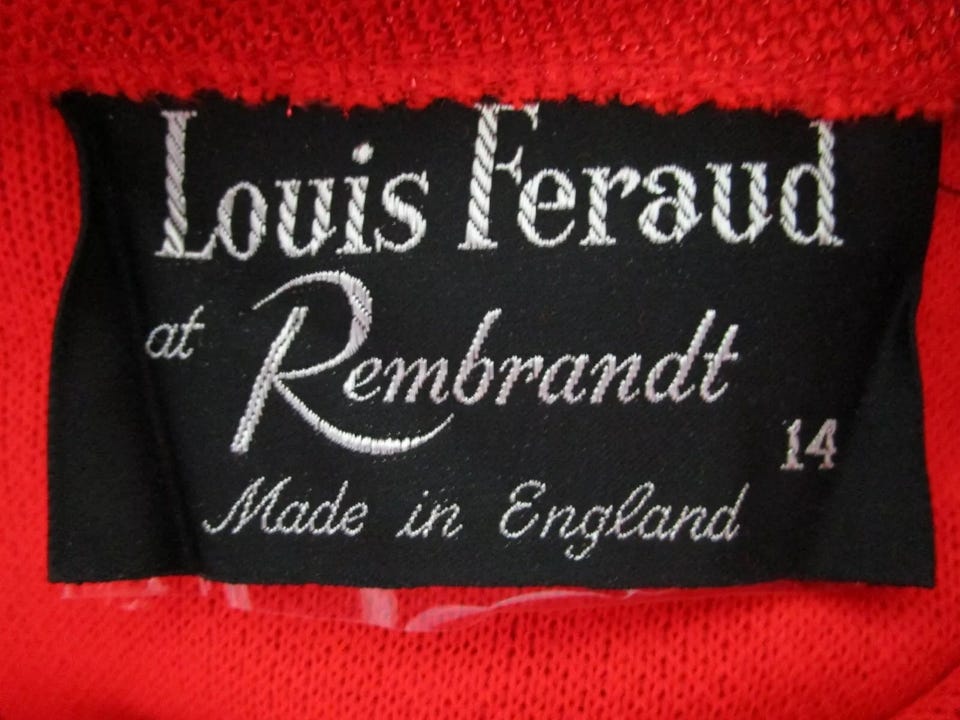 Louis Feraud
at Rembrandt
14
Made in England